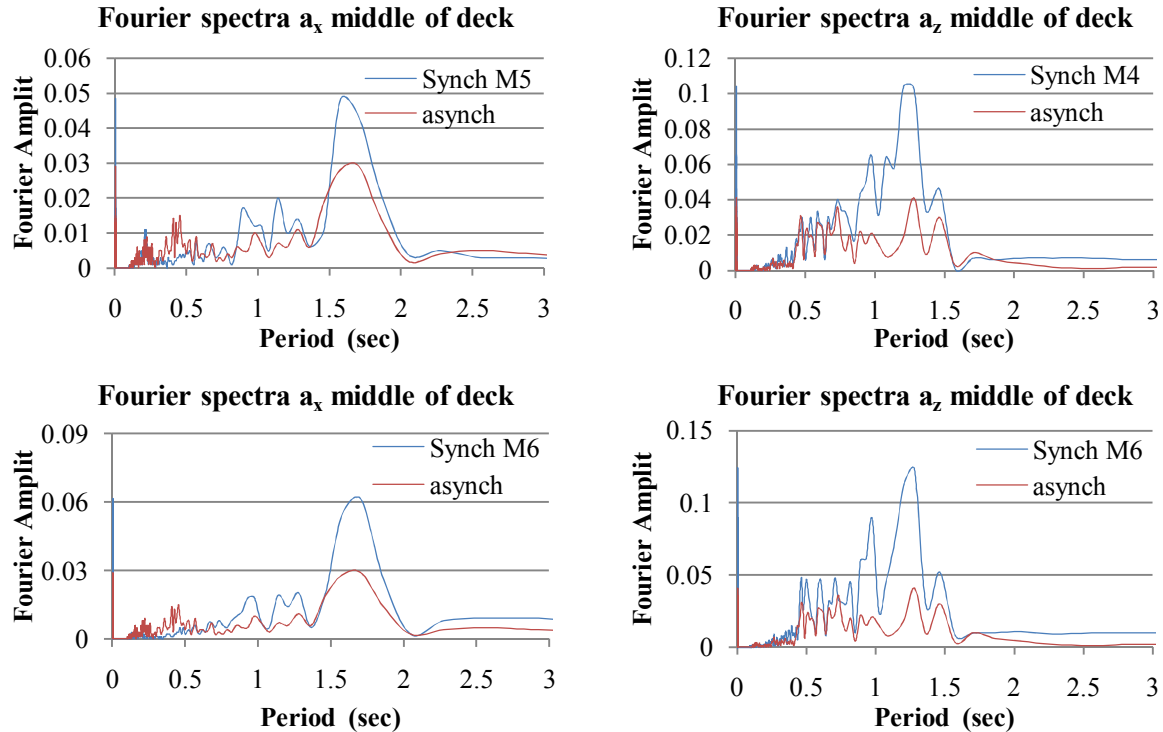 Fourier spectra ax middle of deck
Fourier Amplit
0.06
0.05
0.04
0.03
0.02
0.01
0
Synch M5
asynch
0 0.5 1 1.5 2 2.5 3
Period (sec)
Fourier spectra az middle of deck
Fourier Amplit
0.12
0.1
0.08
0.06
0.04
0.02
0
Synch M4
asynch
0 0.5 1 1.5 2 2.5 3
Period (sec)
Fourier spectra ax middle of deck
Fourier Amplit
0.09
0.06
0.03
0
Synch M6
asynch
0 0.5 1 1.5 2 2.5 3
Period (sec)
Fourier spectra az middle of deck
Fourier Amplit
0.15
0.1
0.05
0
Synch M6
asynch
0 0.5 1 1.5 2 2.5 3
Period (sec)